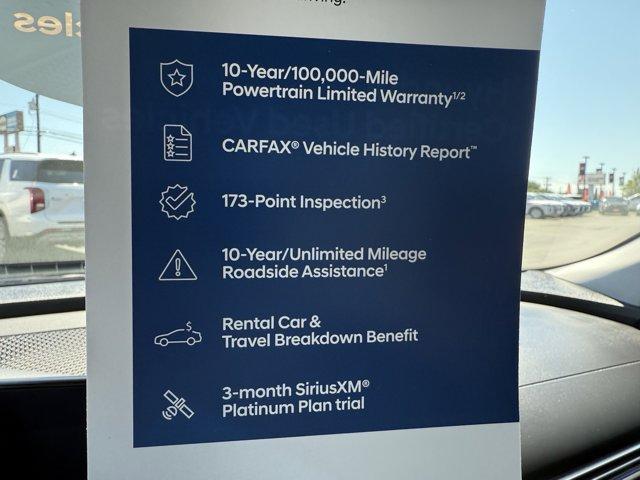 10-Year/100,000-Mile
Powertrain Limited Warranty¹/²
CARFAX® Vehicle History Report™
173-Point Inspection³
10-Year/Unlimited Mileage
Roadside Assistance¹
Rental Car &
Travel Breakdown Benefit
3-month SiriusXM®
Platinum Plan trial